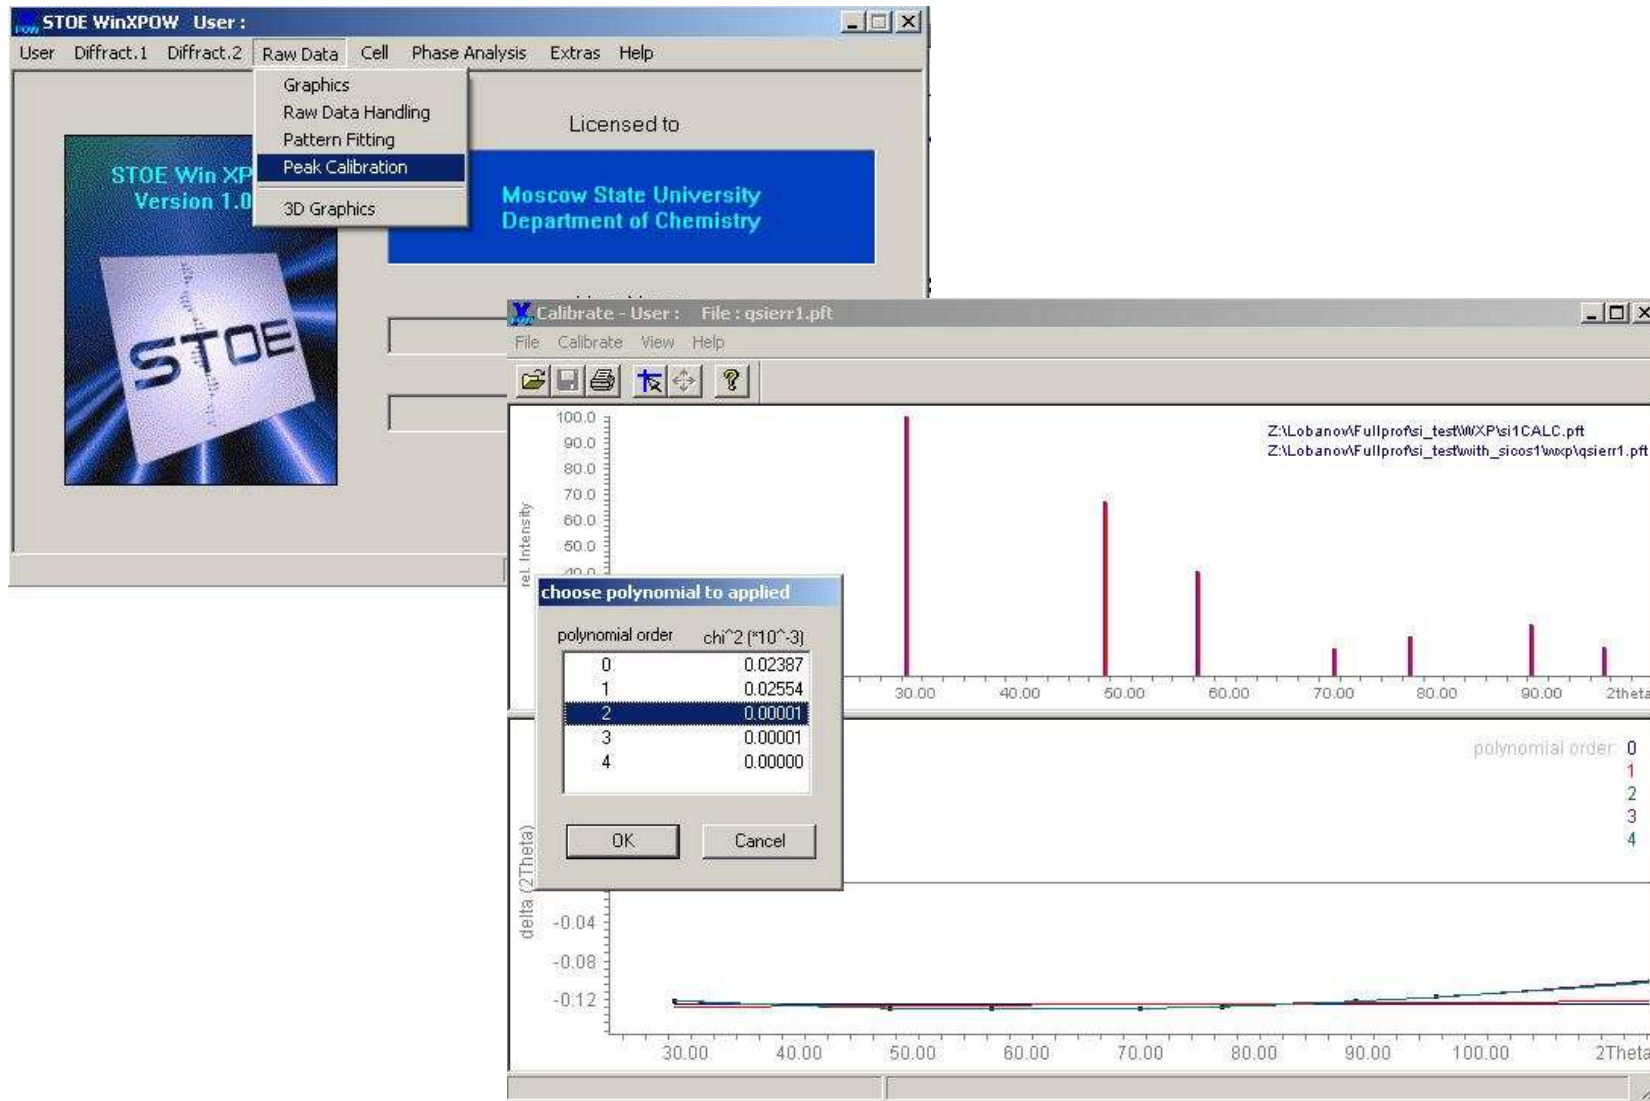 STOE WinXPOW User :
User Diffract.1 Diffract.2 Raw Data Cell Phase Analysis Extras Help
Graphics
Raw Data Handling
Pattern Fitting
Peak Calibration
3D Graphics
STOE Win XP
Version 1.0
STOE
Licensed to
Moscow State University
Department of Chemistry
Calibrate - User : File : qsierr1.pft
File Calibrate View Help
Z:\Lobanov\Fullprof\si_test\WXP\si1CALC.pft
Z:\Lobanov\Fullprof\si_test\with_sicos1\wxp\qsierr1.pft
rel. Intensity
100.0
90.0
80.0
70.0
60.0
50.0
40.0
30.00 40.00 50.00 60.00 70.00 80.00 90.00 2theta
choose polynomial to applied
polynomial order chi^2 (*10^-3)
0 0.02387
1 0.02554
2 0.00001
3 0.00001
4 0.00000
OK Cancel
polynomial order: 0
1
2
3
4
delta (2Theta)
-0.04
-0.08
-0.12
30.00 40.00 50.00 60.00 70.00 80.00 90.00 100.00 2Theta